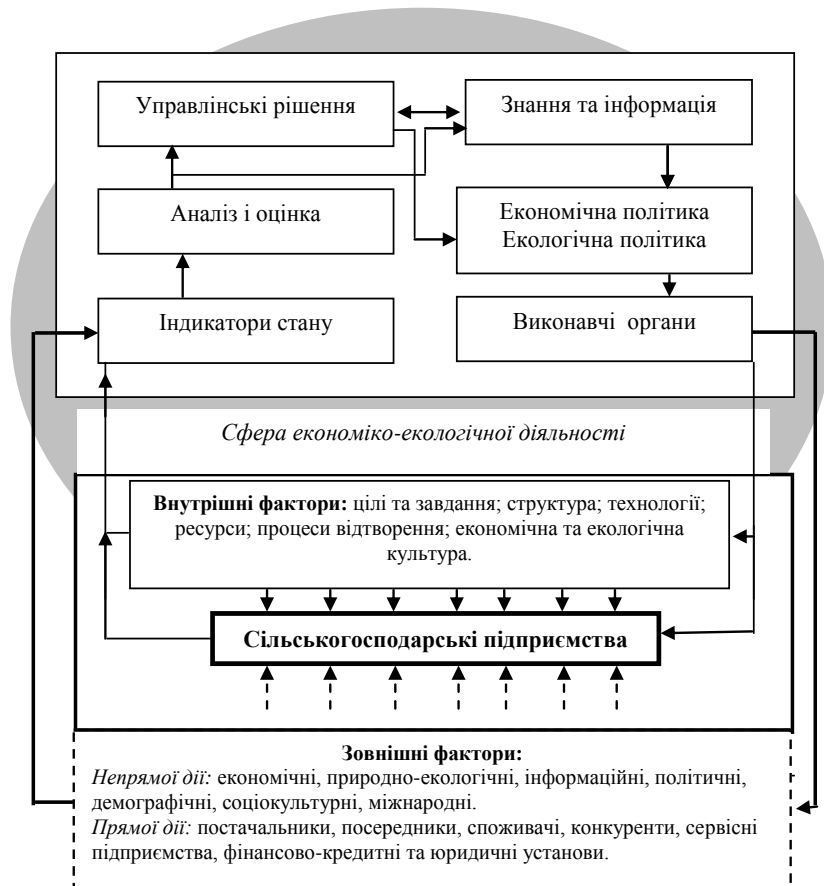 Управлінські рішення
Знання та інформація
Аналіз і оцінка
Економічна політика
Екологічна політика
Індикатори стану
Виконавчі органи
Сфера економіко-екологічної діяльності
Внутрішні фактори: цілі та завдання; структура; технології;
ресурси; процеси відтворення; економічна та екологічна
культура.
Сільськогосподарські підприємства
Зовнішні фактори:
Непрямої дії: економічні, природно-екологічні, інформаційні, політичні,
демографічні, соціокультурні, міжнародні.
Прямої дії: постачальники, посередники, споживачі, конкуренти, сервісні
підприємства, фінансово-кредитні та юридичні установи.